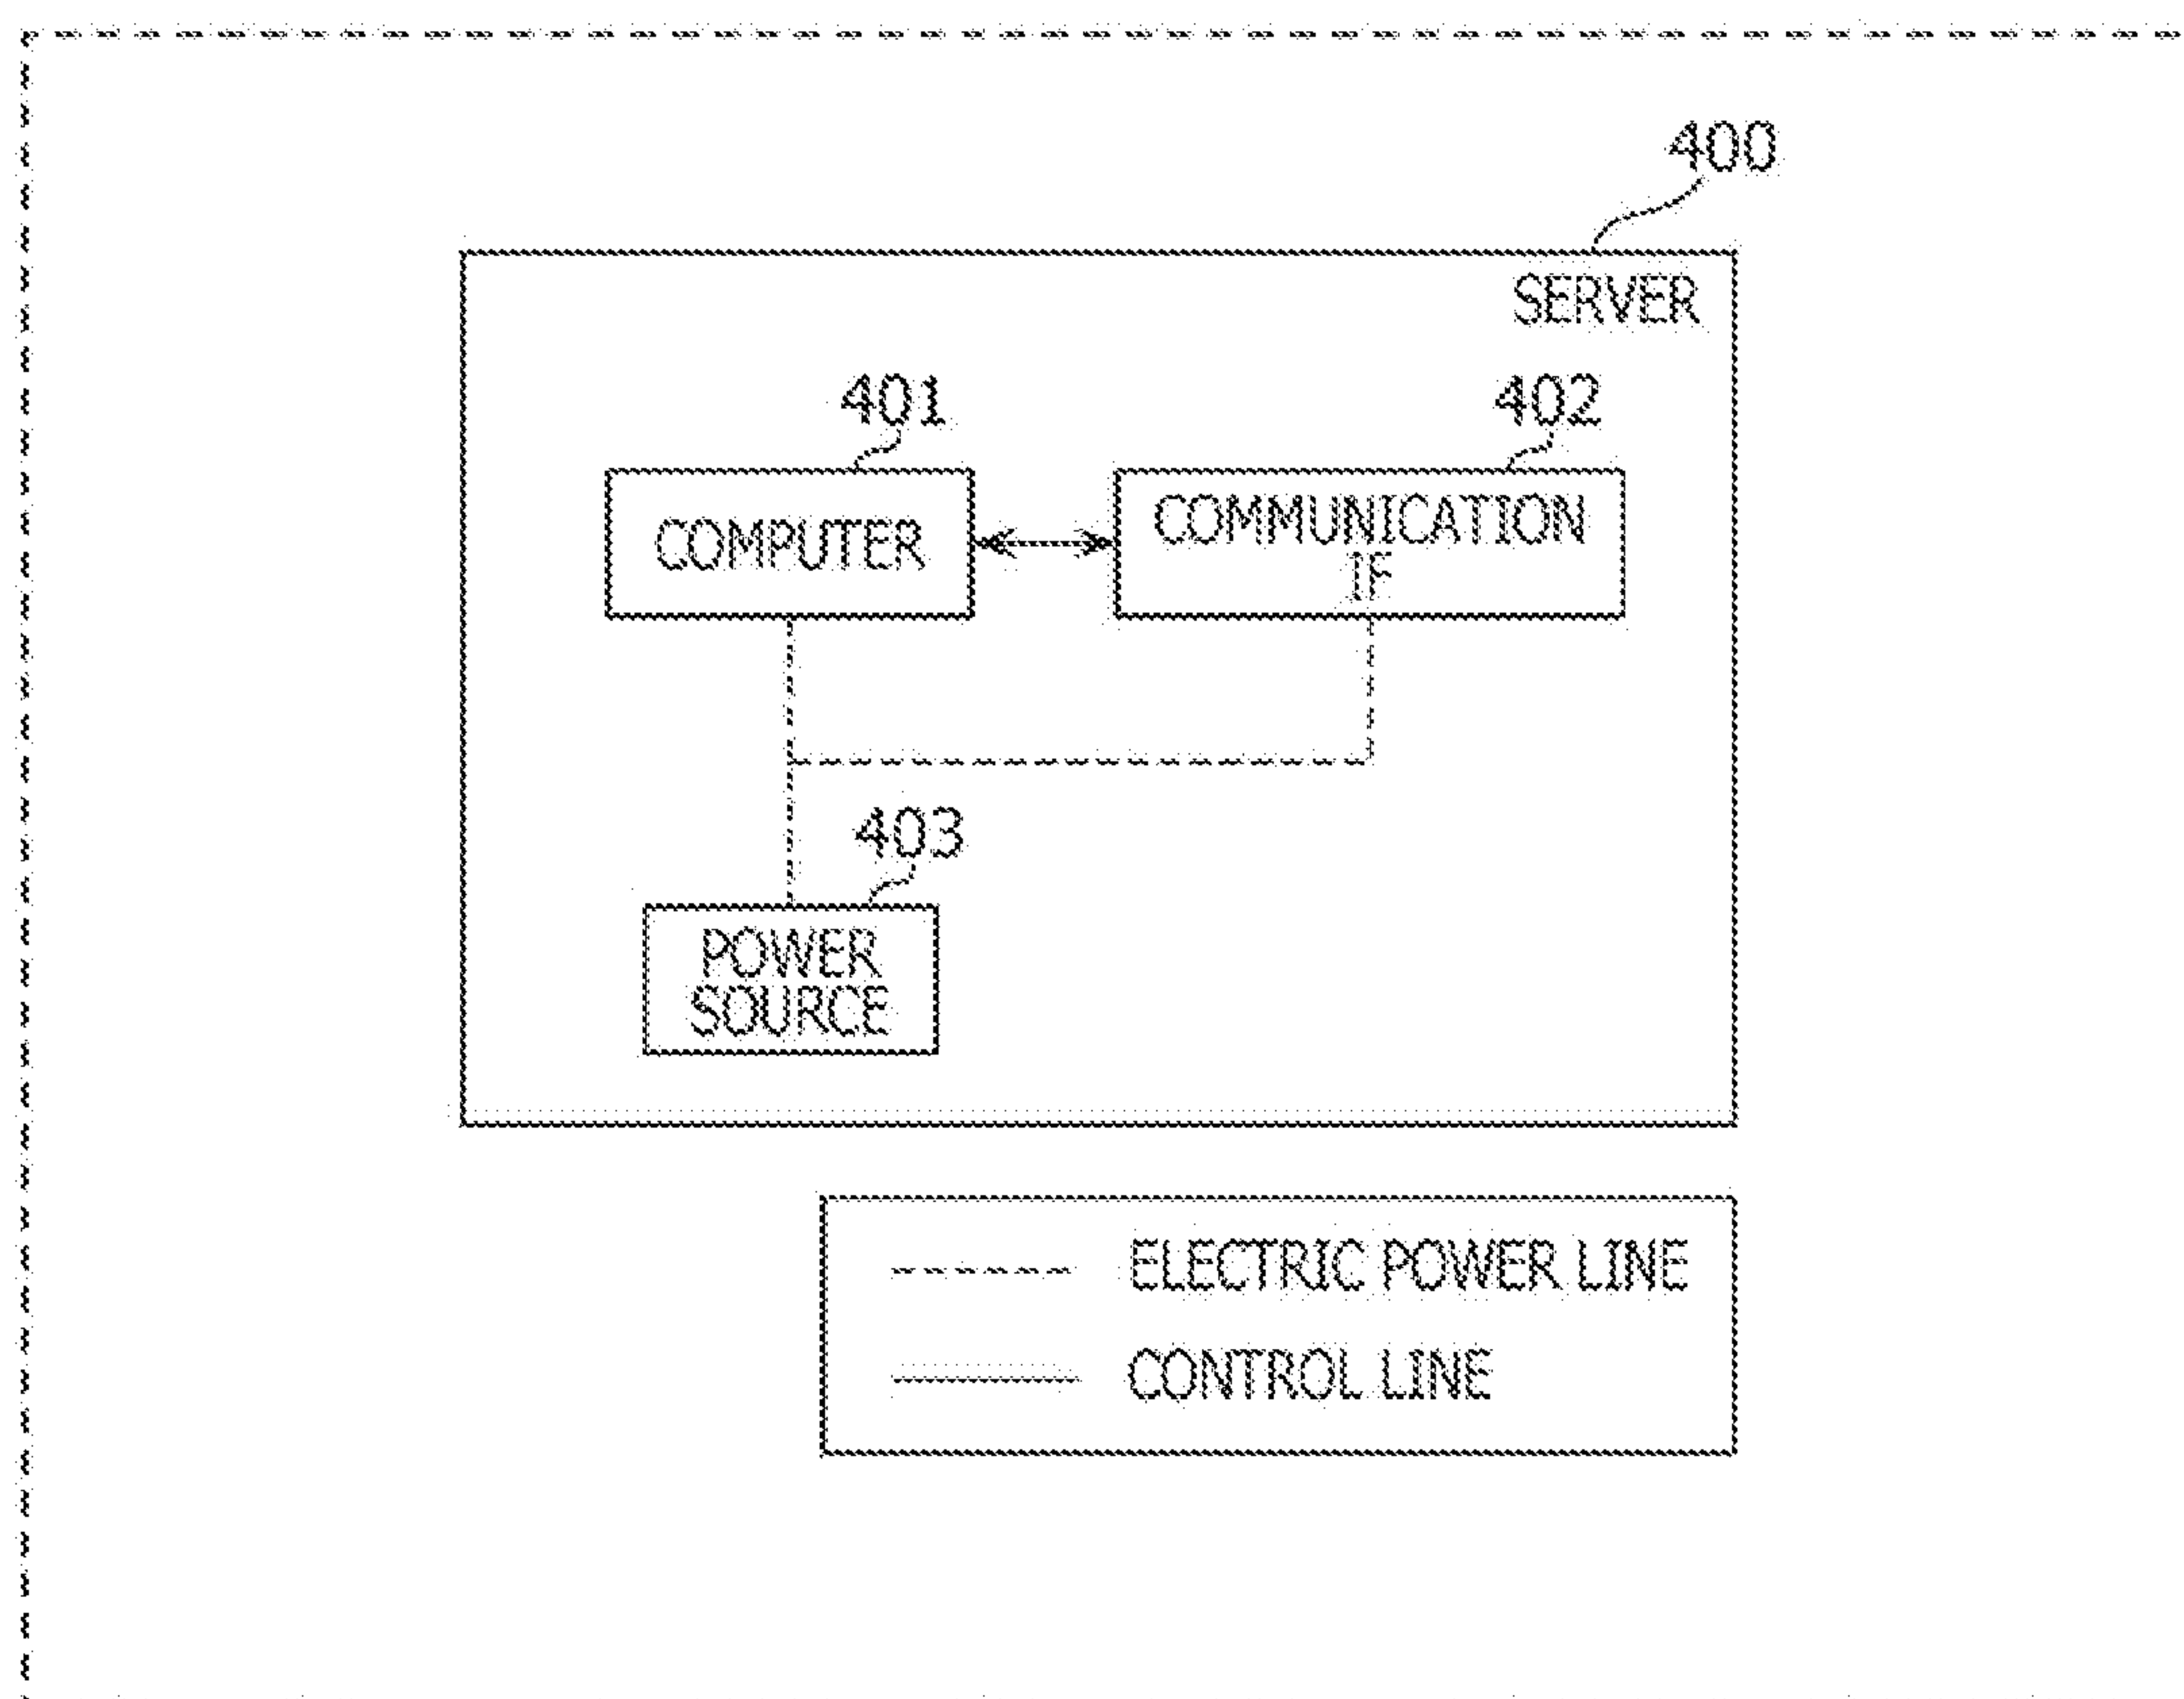 400
SERVER
401
402
COMPUTER
COMMUNICATION
IF
403
POWER
SOURCE
ELECTRIC POWER LINE
CONTROL LINE